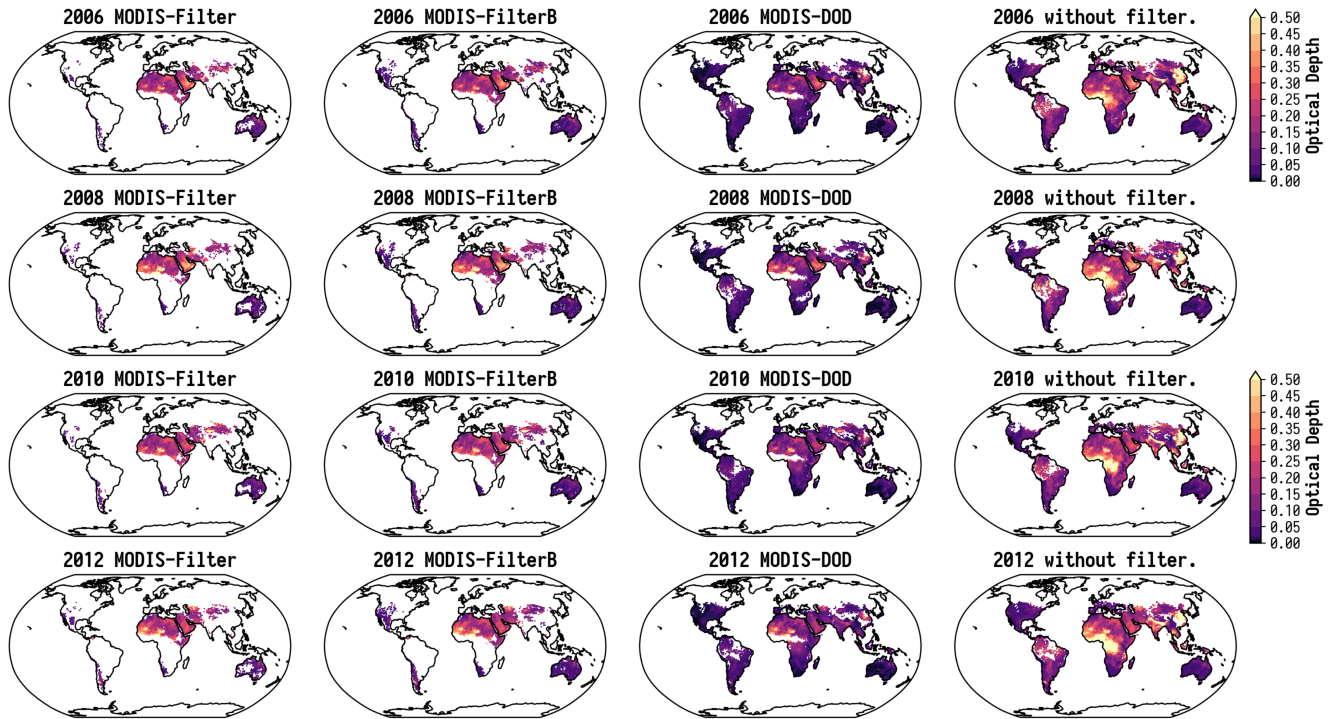 2006 MODIS-Filter
2006 MODIS-FilterB
2006 MODIS-DOD
2006 without filter.
0.50
0.45
0.40
0.35
0.30
0.25
0.20
0.15
0.10
0.05
0.00
Optical Depth
2008 MODIS-Filter
2008 MODIS-FilterB
2008 MODIS-DOD
2008 without filter.
2010 MODIS-Filter
2010 MODIS-FilterB
2010 MODIS-DOD
2010 without filter.
0.50
0.45
0.40
0.35
0.30
0.25
0.20
0.15
0.10
0.05
0.00
Optical Depth
2012 MODIS-Filter
2012 MODIS-FilterB
2012 MODIS-DOD
2012 without filter.